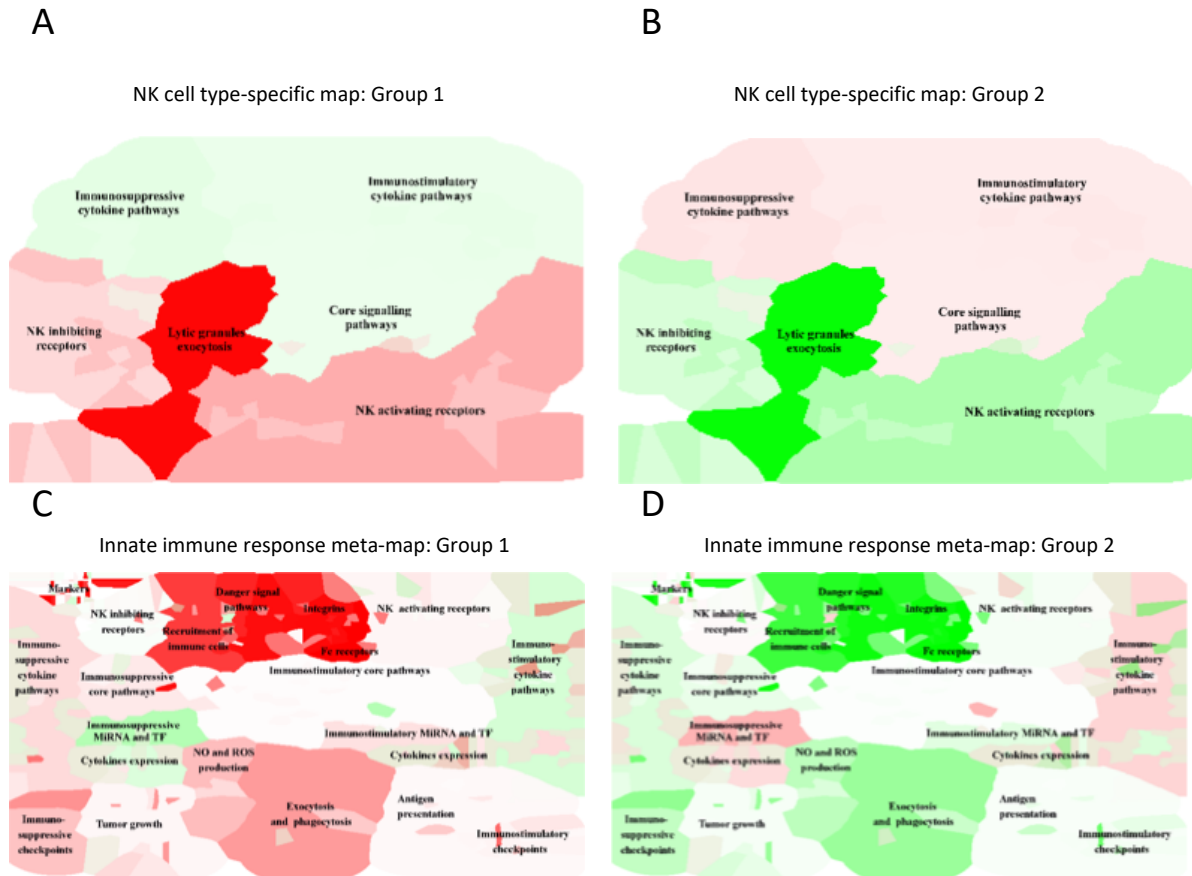 A
B
NK cell type-specific map: Group 1
NK cell type-specific map: Group 2
Immunosuppressive
cytokine pathways
Immunostimulatory
cytokine pathways
NK inhibiting
receptors
Lytic granules
exocytosis
Core signalling
pathways
NK activating receptors
Immunosuppressive
cytokine pathways
Immunostimulatory
cytokine pathways
NK inhibiting
receptors
Lytic granules
exocytosis
Core signalling
pathways
NK activating receptors
C
D
Innate immune response meta-map: Group 1
Innate immune response meta-map: Group 2
Markers
NK inhibiting
receptors
Danger signal
pathways
Integrins
NK activating receptors
Recruitment of
immune cells
Fc receptors
Immuno-
suppressive
cytokine
pathways
Immuno-
stimulatory
cytokine
pathways
Immunosuppressive
core pathways
Immunostimulatory core pathways
Immunosuppressive
MiRNA and TF
Immunostimulatory MiRNA and TF
Cytokines expression
NO and ROS
production
Cytokines expression
Immuno-
suppressive
checkpoints
Tumor growth
Exocytosis
and phagocytosis
Antigen
presentation
Immunostimulatory
checkpoints
Markers
NK inhibiting
receptors
Danger signal
pathways
Integrins
NK activating receptors
Recruitment of
immune cells
Fc receptors
Immuno-
suppressive
cytokine
pathways
Immuno-
stimulatory
cytokine
pathways
Immunosuppressive
core pathways
Immunostimulatory core pathways
Immunosuppressive
MiRNA and TF
Immunostimulatory MiRNA and TF
Cytokines expression
NO and ROS
production
Cytokines expression
Immuno-
suppressive
checkpoints
Tumor growth
Exocytosis
and phagocytosis
Antigen
presentation
Immunostimulatory
checkpoints